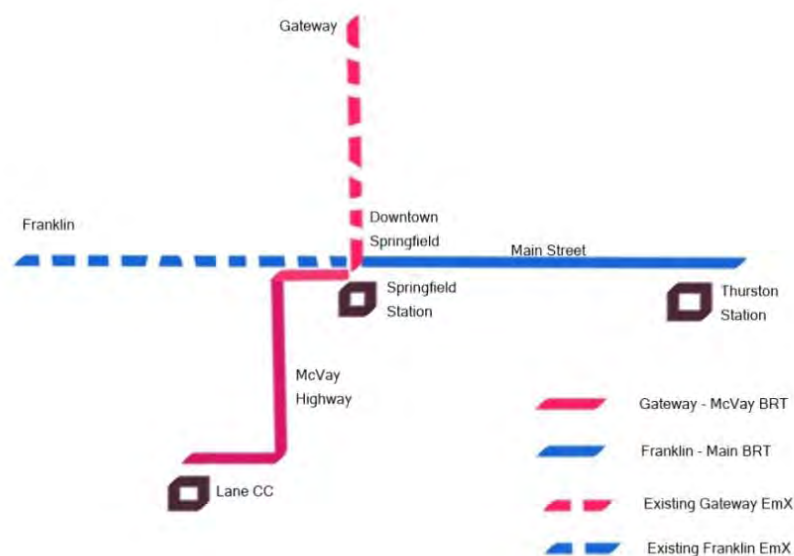 Gateway
Franklin
Downtown
Springfield
Main Street
Springfield
Station
Thurston
Station
McVay
Highway
Lane CC
Gateway - McVay BRT
Franklin - Main BRT
Existing Gateway EmX
Existing Franklin EmX